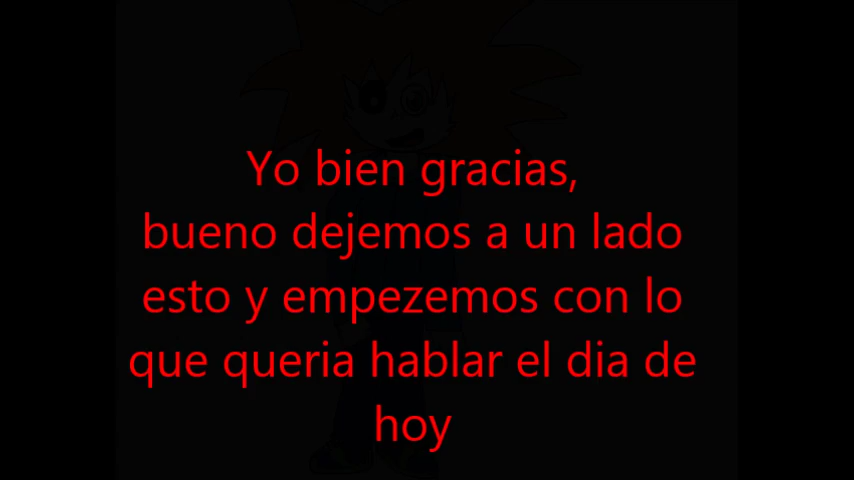 Yo bien gracias,
bueno dejemos a un lado
esto y empezemos con lo
que queria hablar el dia de
hoy